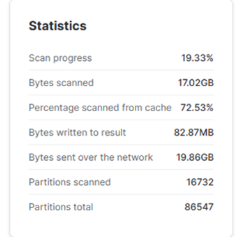 Statistics
Scan progress 19.33%
Bytes scanned 17.02GB
Percentage scanned from cache 72.53%
Bytes written to result 82.87MB
Bytes sent over the network 19.86GB
Partitions scanned 16732
Partitions total 86547